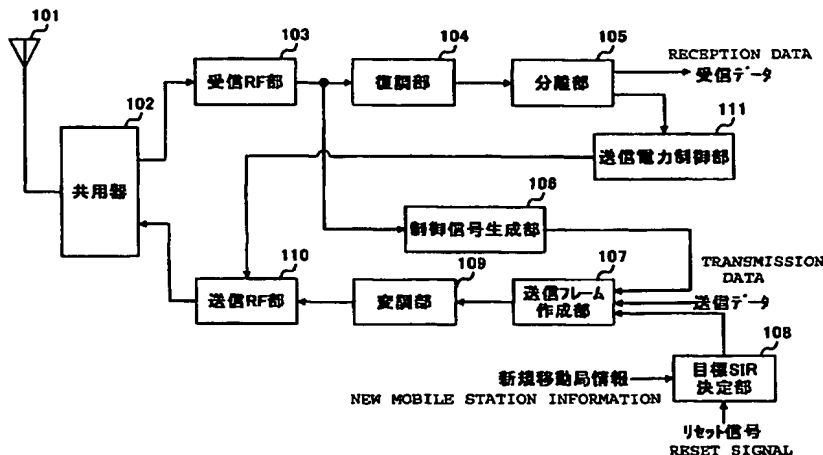 101
102
共用器
103
受信RF部
104
復調部
105
分離部
RECEPTION DATA
受信データ
111
送信電力制御部
106
制御信号生成部
110
送信RF部
109
変調部
107
送信フレーム
作成部
TRANSMISSION
DATA
送信データ
108
目標SIR
決定部
新規移動局情報
NEW MOBILE STATION INFORMATION
リセット信号
RESET SIGNAL